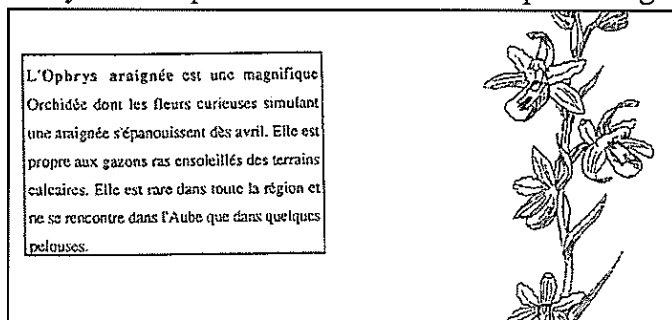 L'Ophrys araignée est une magnifique
Orchidée dont les fleurs curieuses simulant
une araignée s'épanouissent dès avril. Elle est
propre aux gazons ras ensoleillés des terrains
calcaires. Elle est rare dans toute la région et
ne se rencontre dans l'Aube que dans quelques
pelouses.